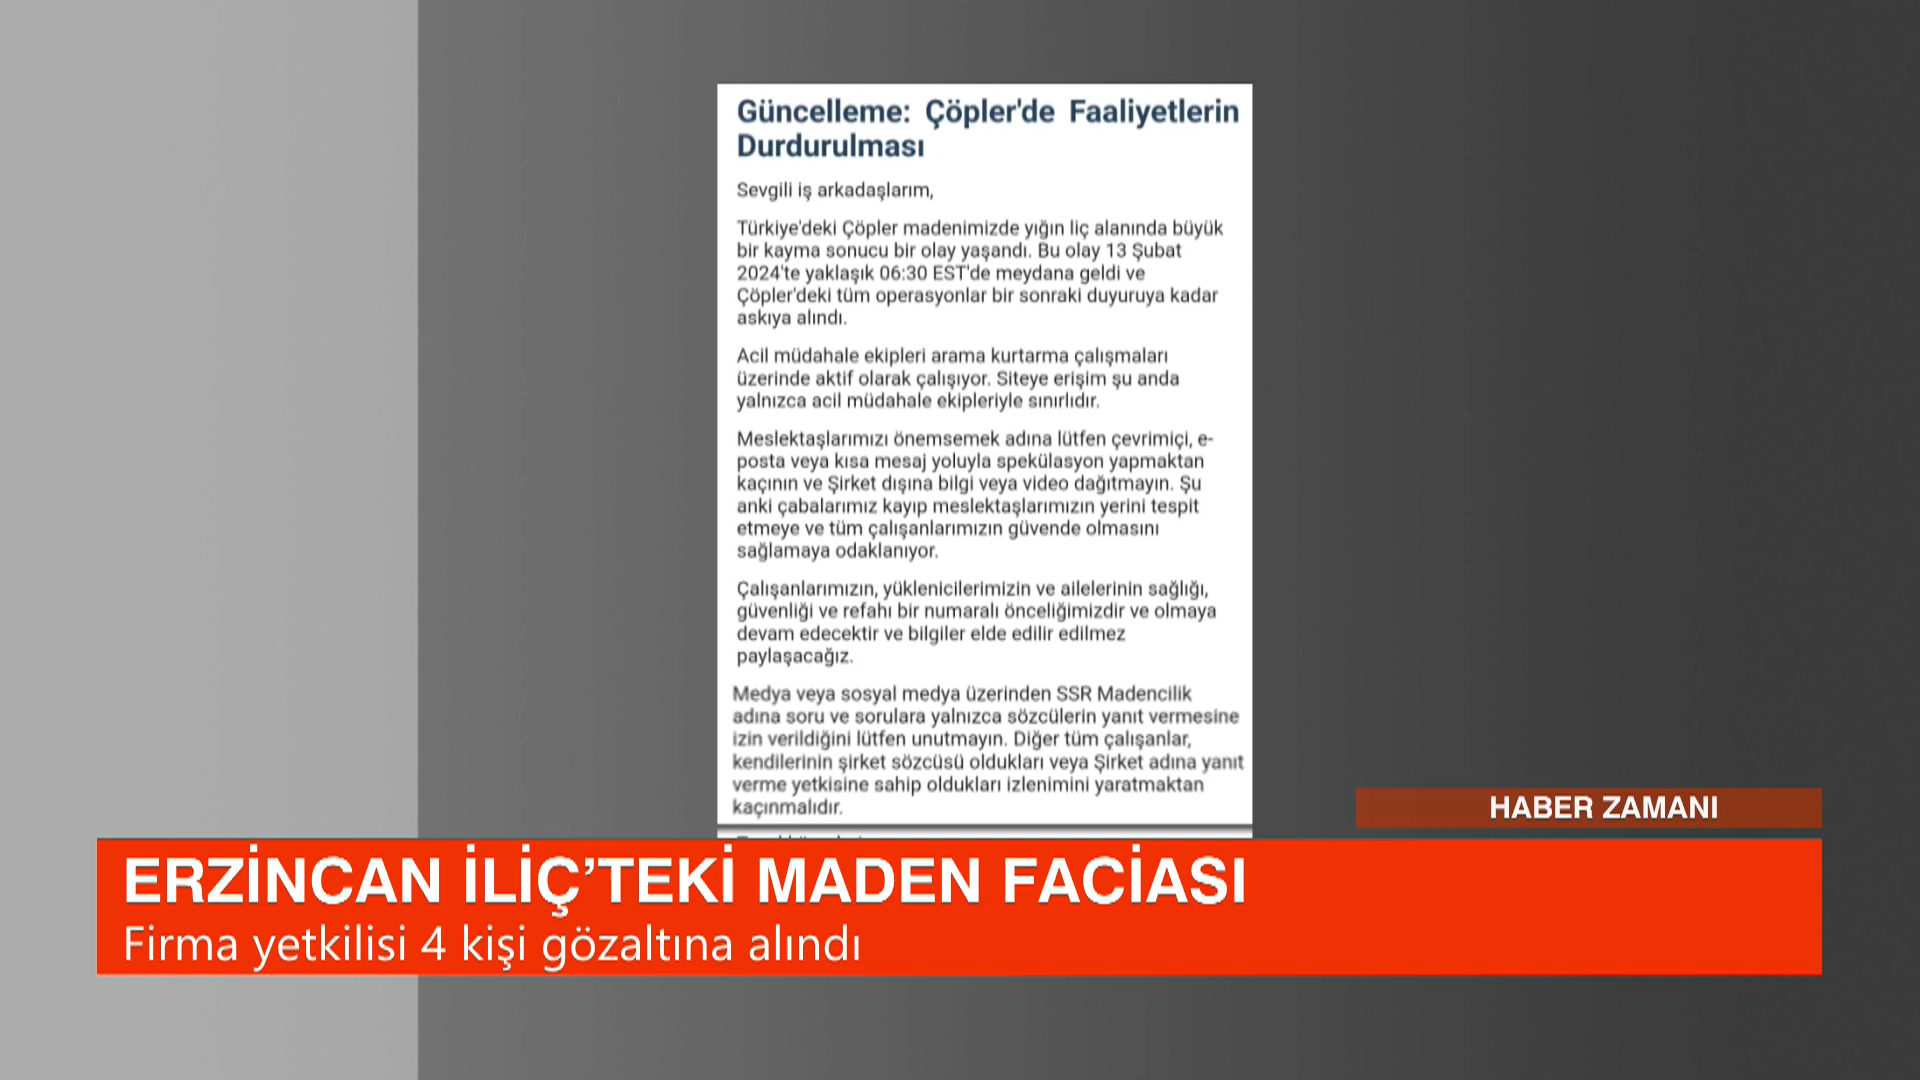 Güncelleme: Çöpler'de Faaliyetlerin
Durdurulması
Sevgili iş arkadaşlarım,
Türkiye'deki Çöpler madenimizde yığın liç alanında büyük
bir kayma sonucu bir olay yaşandı. Bu olay 13 Şubat
2024'te yaklaşık 06:30 EST'de meydana geldi ve
Çöpler'deki tüm operasyonlar bir sonraki duyuruya kadar
askıya alındı.
Acil müdahale ekipleri arama kurtarma çalışmaları
üzerinde aktif olarak çalışıyor. Siteye erişim şu anda
yalnızca acil müdahale ekipleriyle sınırlıdır.
Meslektaşlarımızı önemsemek adına lütfen çevrimiçi, e-
posta veya kısa mesaj yoluyla spekülasyon yapmaktan
kaçının ve Şirket dışına bilgi veya video dağıtmayın. Şu
anki çabalarımız kayıp meslektaşlarımızın yerini tespit
etmeye ve tüm çalışanlarımızın güvende olmasını
sağlamaya odaklanıyor.
Çalışanlarımızın, yüklenicilerimizin ve ailelerinin sağlığı,
güvenliği ve refahı bir numaralı önceliğimizdir ve olmaya
devam edecektir ve bilgiler elde edilir edilmez
paylaşacağız.
Medya veya sosyal medya üzerinden SSR Madencilik
adına soru ve sorulara yalnızca sözcülerin yanıt vermesine
izin verildiğini lütfen unutmayın. Diğer tüm çalışanlar,
kendilerinin şirket sözcüsü oldukları veya Şirket adına yanıt
verme yetkisine sahip oldukları izlenimini yaratmaktan
kaçınmalıdır.
HABER ZAMANI
ERZİNCAN İLİÇ’TEKİ MADEN FACİASI
Firma yetkilisi 4 kişi gözaltına alındı